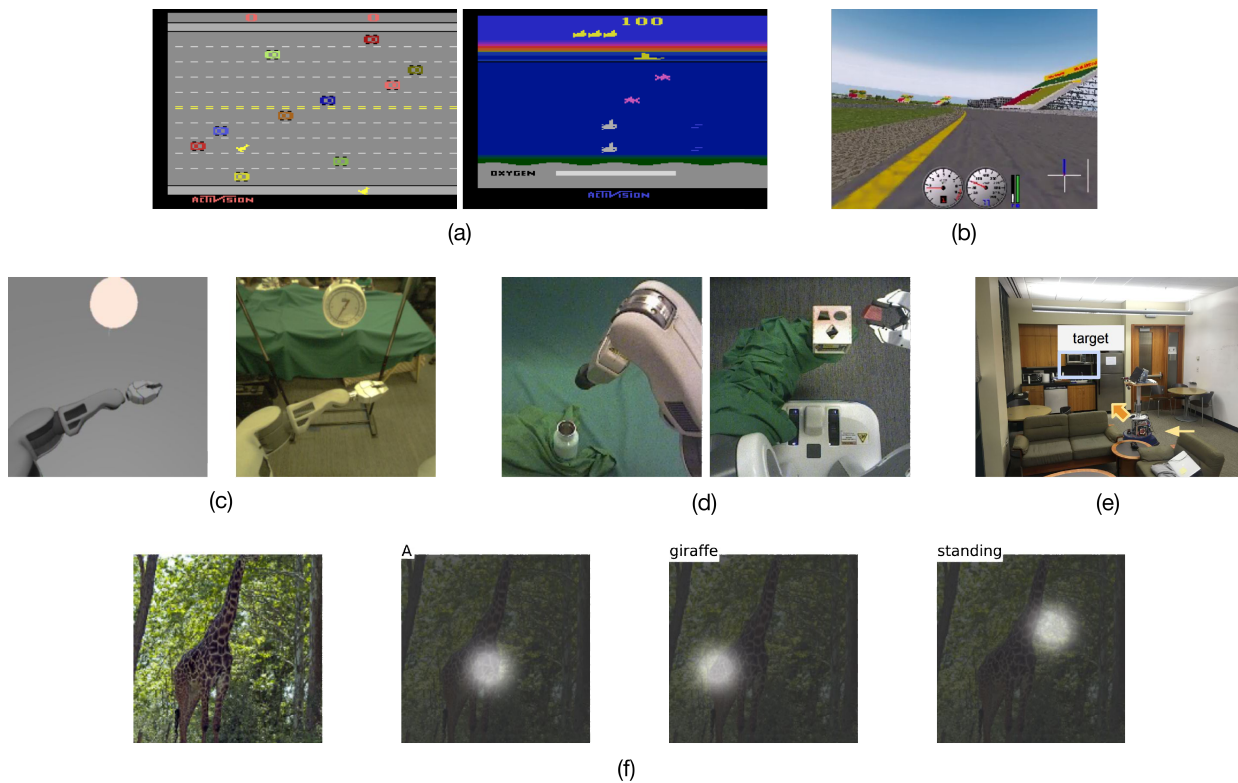 100
OXYGEN
ACTIVISION
ACTIVISION
(a)
(b)
target
(c)
(d)
(e)
A
giraffe
standing
(f)